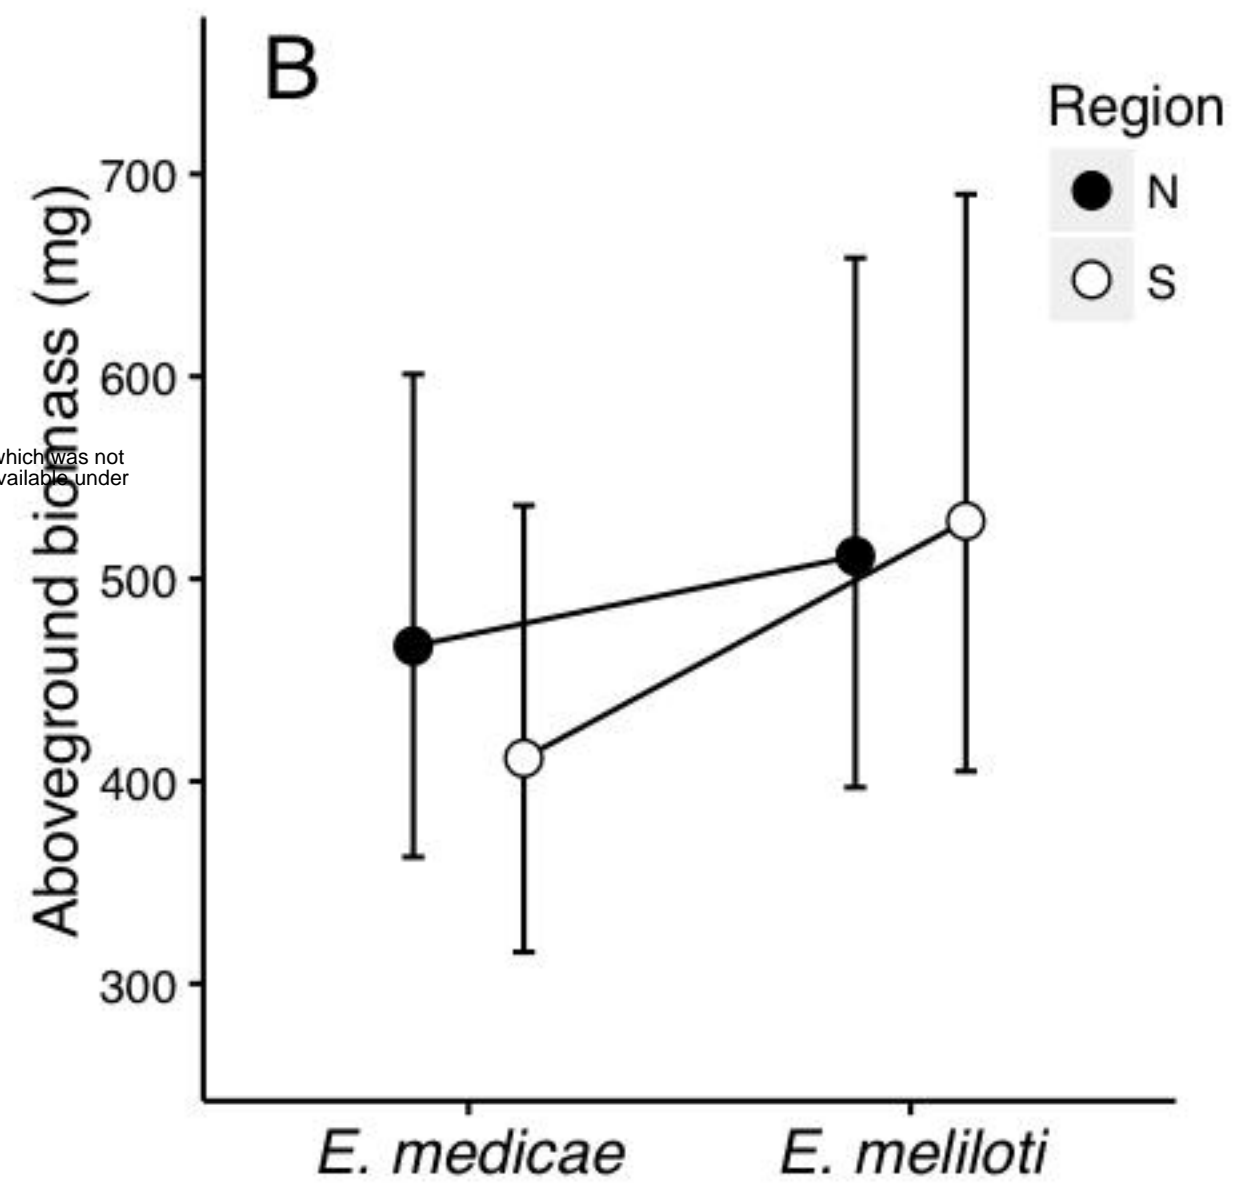 B
Region
N
S
Aboveground biomass (mg)
700
600
500
400
300
which was not
vailable under
E. medicae
E. meliloti